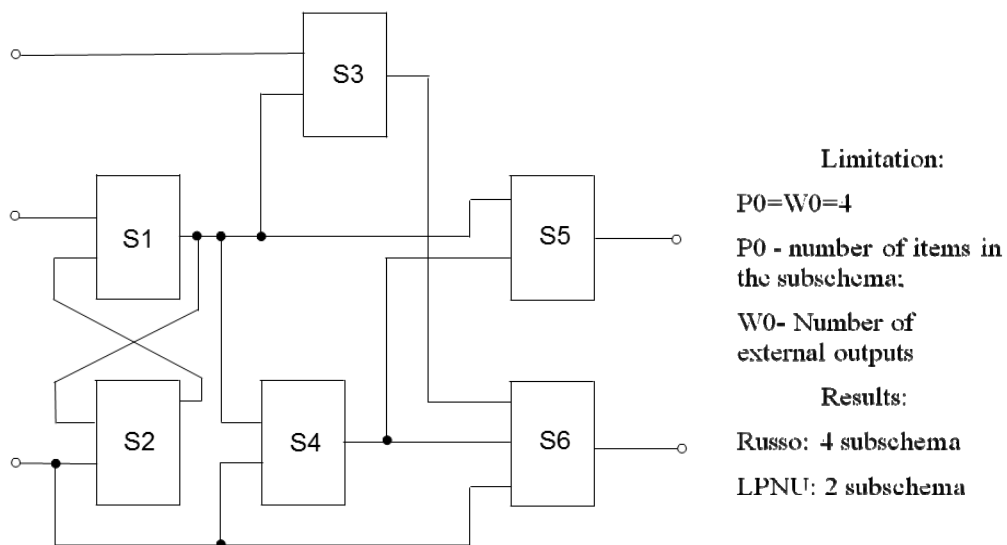 S3
S1
S5
S2
S4
S6
Limitation:
P0=W0=4
P0 - number of items in
the subschema;
W0- Number of
external outputs
Results:
Russo: 4 subschema
LPNU: 2 subschema